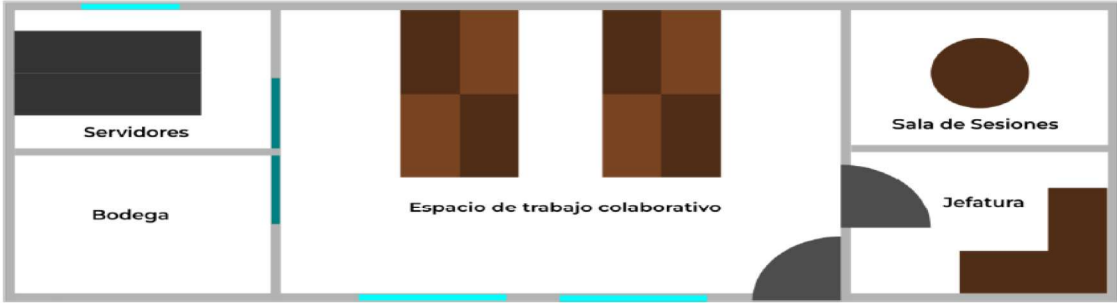 Servidores
Sala de Sesiones
Bodega
Espacio de trabajo colaborativo
Jefatura